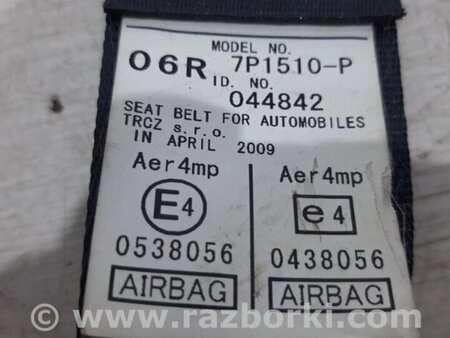 MODEL NO.
06R 7P1510-P
ID. NO.
044842
SEAT BELT FOR AUTOMOBILES
TRCZ s.r.o.
IN APRIL 2009
Aer4mp Aer4mp
E4 e4
0538056 0438056
AIRBAG AIRBAG
© www.razborki.com